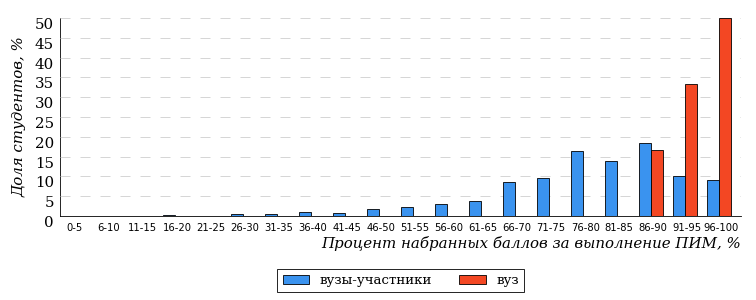 Доля студентов, %
50
45
40
35
30
25
20
15
10
5
0
0-5 6-10 11-15 16-20 21-25 26-30 31-35 36-40 41-45 46-50 51-55 56-60 61-65 66-70 71-75 76-80 81-85 86-90 91-95 96-100
Процент набранных баллов за выполнение ПИМ, %
вузы-участники вуз